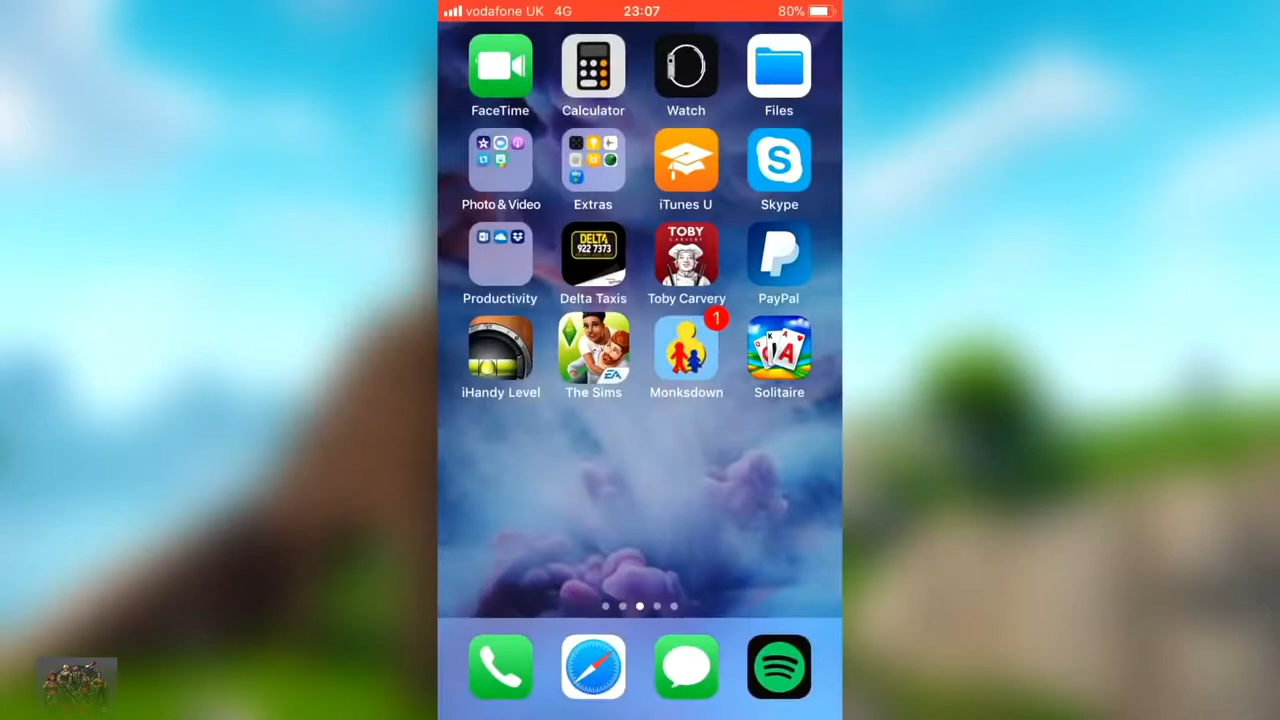 vodafone UK 4G 23:07 80%
FaceTime Calculator Watch Files
Photo & Video Extras iTunes U Skype
DELTA
922 7373
TOBY
CARVERY
Productivity Delta Taxis Toby Carvery PayPal
1
EA
A
iHandy Level The Sims Monksdown Solitaire